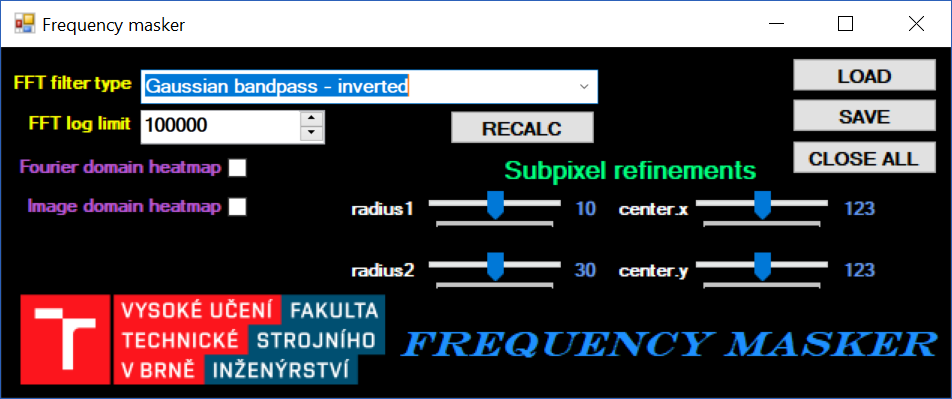 Frequency masker
FFT filter type Gaussian bandpass - inverted LOAD
FFT log limit 100000 RECALC SAVE
CLOSE ALL
Fourier domain heatmap Subpixel refinements
Image domain heatmap radius1 10 center.x 123
radius2 30 center.y 123
VYSOKÉ UČENÍ FAKULTA
TECHNICKÉ STROJNÍHO
V BRNĚ INŽENÝRSTVÍ
FREQUENCY MASKER